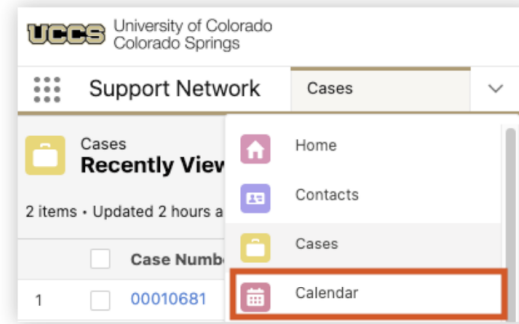 UCCS University of Colorado
Colorado Springs
Support Network Cases
Cases
Recently View
2 items • Updated 2 hours a
Case Numb
1 00010681
Home
Contacts
Cases
Calendar